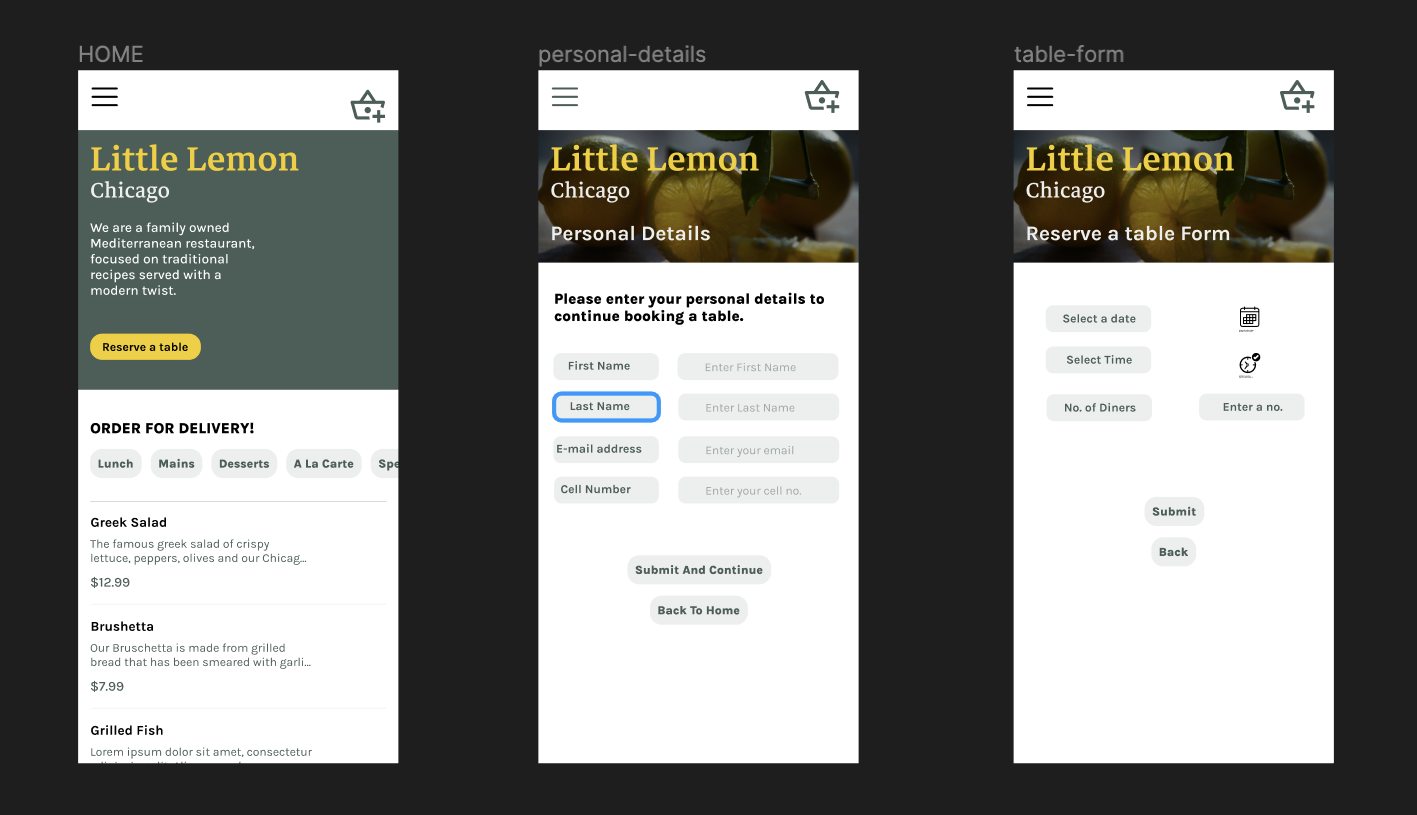 HOME
Little Lemon
Chicago
We are a family owned
Mediterranean restaurant,
focused on traditional
recipes served with a
modern twist.
Reserve a table
ORDER FOR DELIVERY!
Lunch Mains Desserts A La Carte Spe
Greek Salad
The famous greek salad of crispy
lettuce, peppers, olives and our Chicag...
$12.99
Brushetta
Our Bruschetta is made from grilled
bread that has been smeared with garli...
$7.99
Grilled Fish
Lorem ipsum dolor sit amet, consectetur
personal-details
Little Lemon
Chicago
Personal Details
Please enter your personal details to
continue booking a table.
First Name Enter First Name
Last Name Enter Last Name
E-mail address Enter your email
Cell Number Enter your cell no.
Submit And Continue
Back To Home
table-form
Little Lemon
Chicago
Reserve a table Form
Select a date
Select Time
No. of Diners Enter a no.
Submit
Back